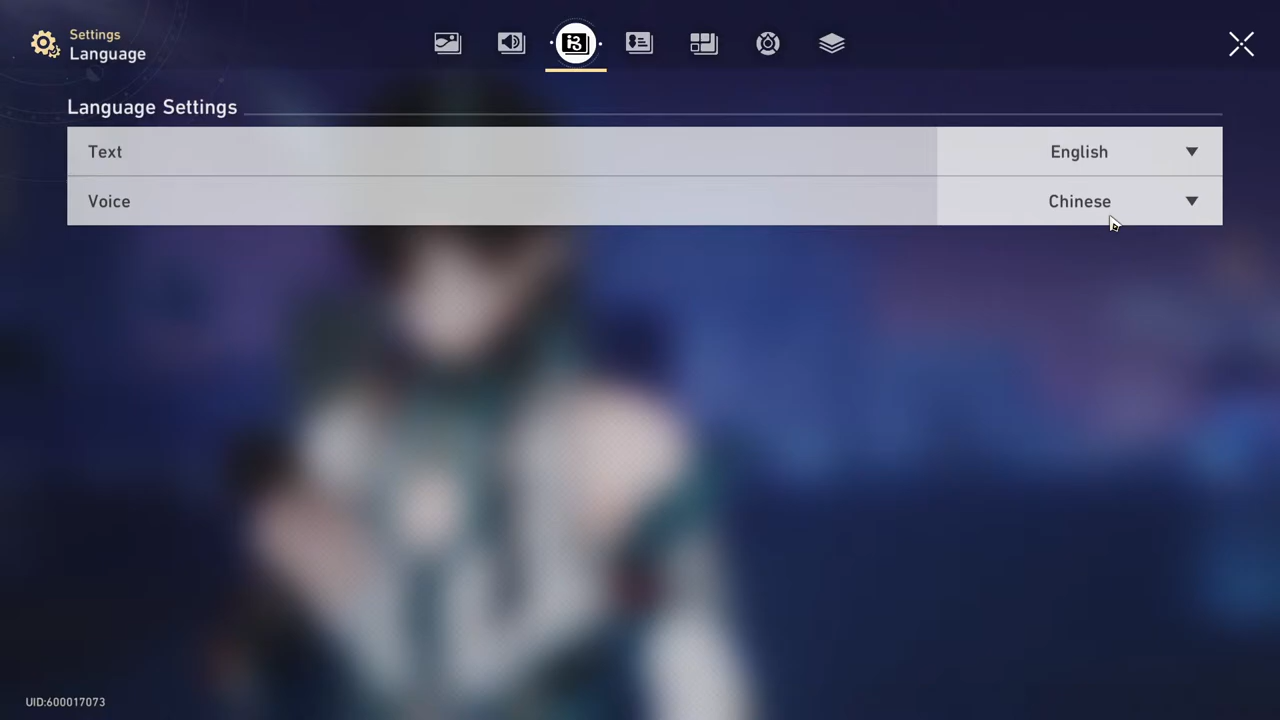 Settings
Language
Language Settings
Text
English
Voice
Chinese
UID:600017073